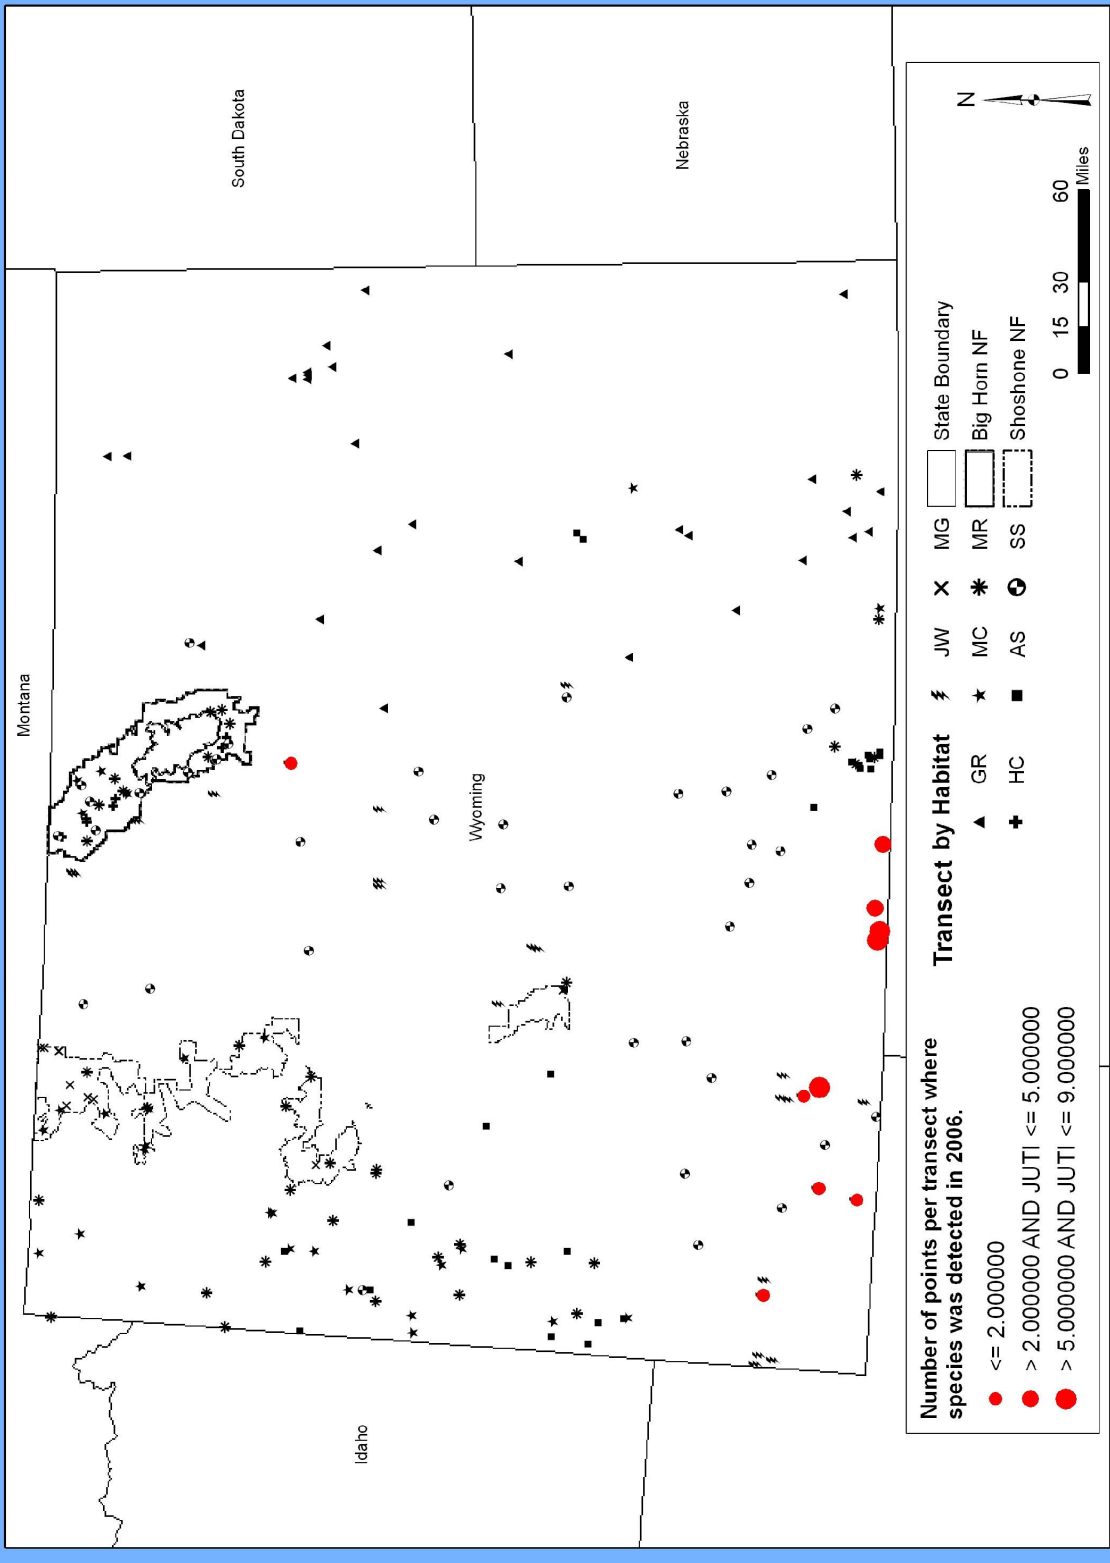 Montana
South Dakota
Wyoming
Nebraska
Idaho
Number of points per transect where
species was detected in 2006.
<= 2.000000
> 2.000000 AND JUTI <= 5.000000
> 5.000000 AND JUTI <= 9.000000
Transect by Habitat
GR
HC
JW
MC
AS
MG
MR
SS
State Boundary
Big Horn NF
Shoshone NF
N
0 15 30 60
Miles